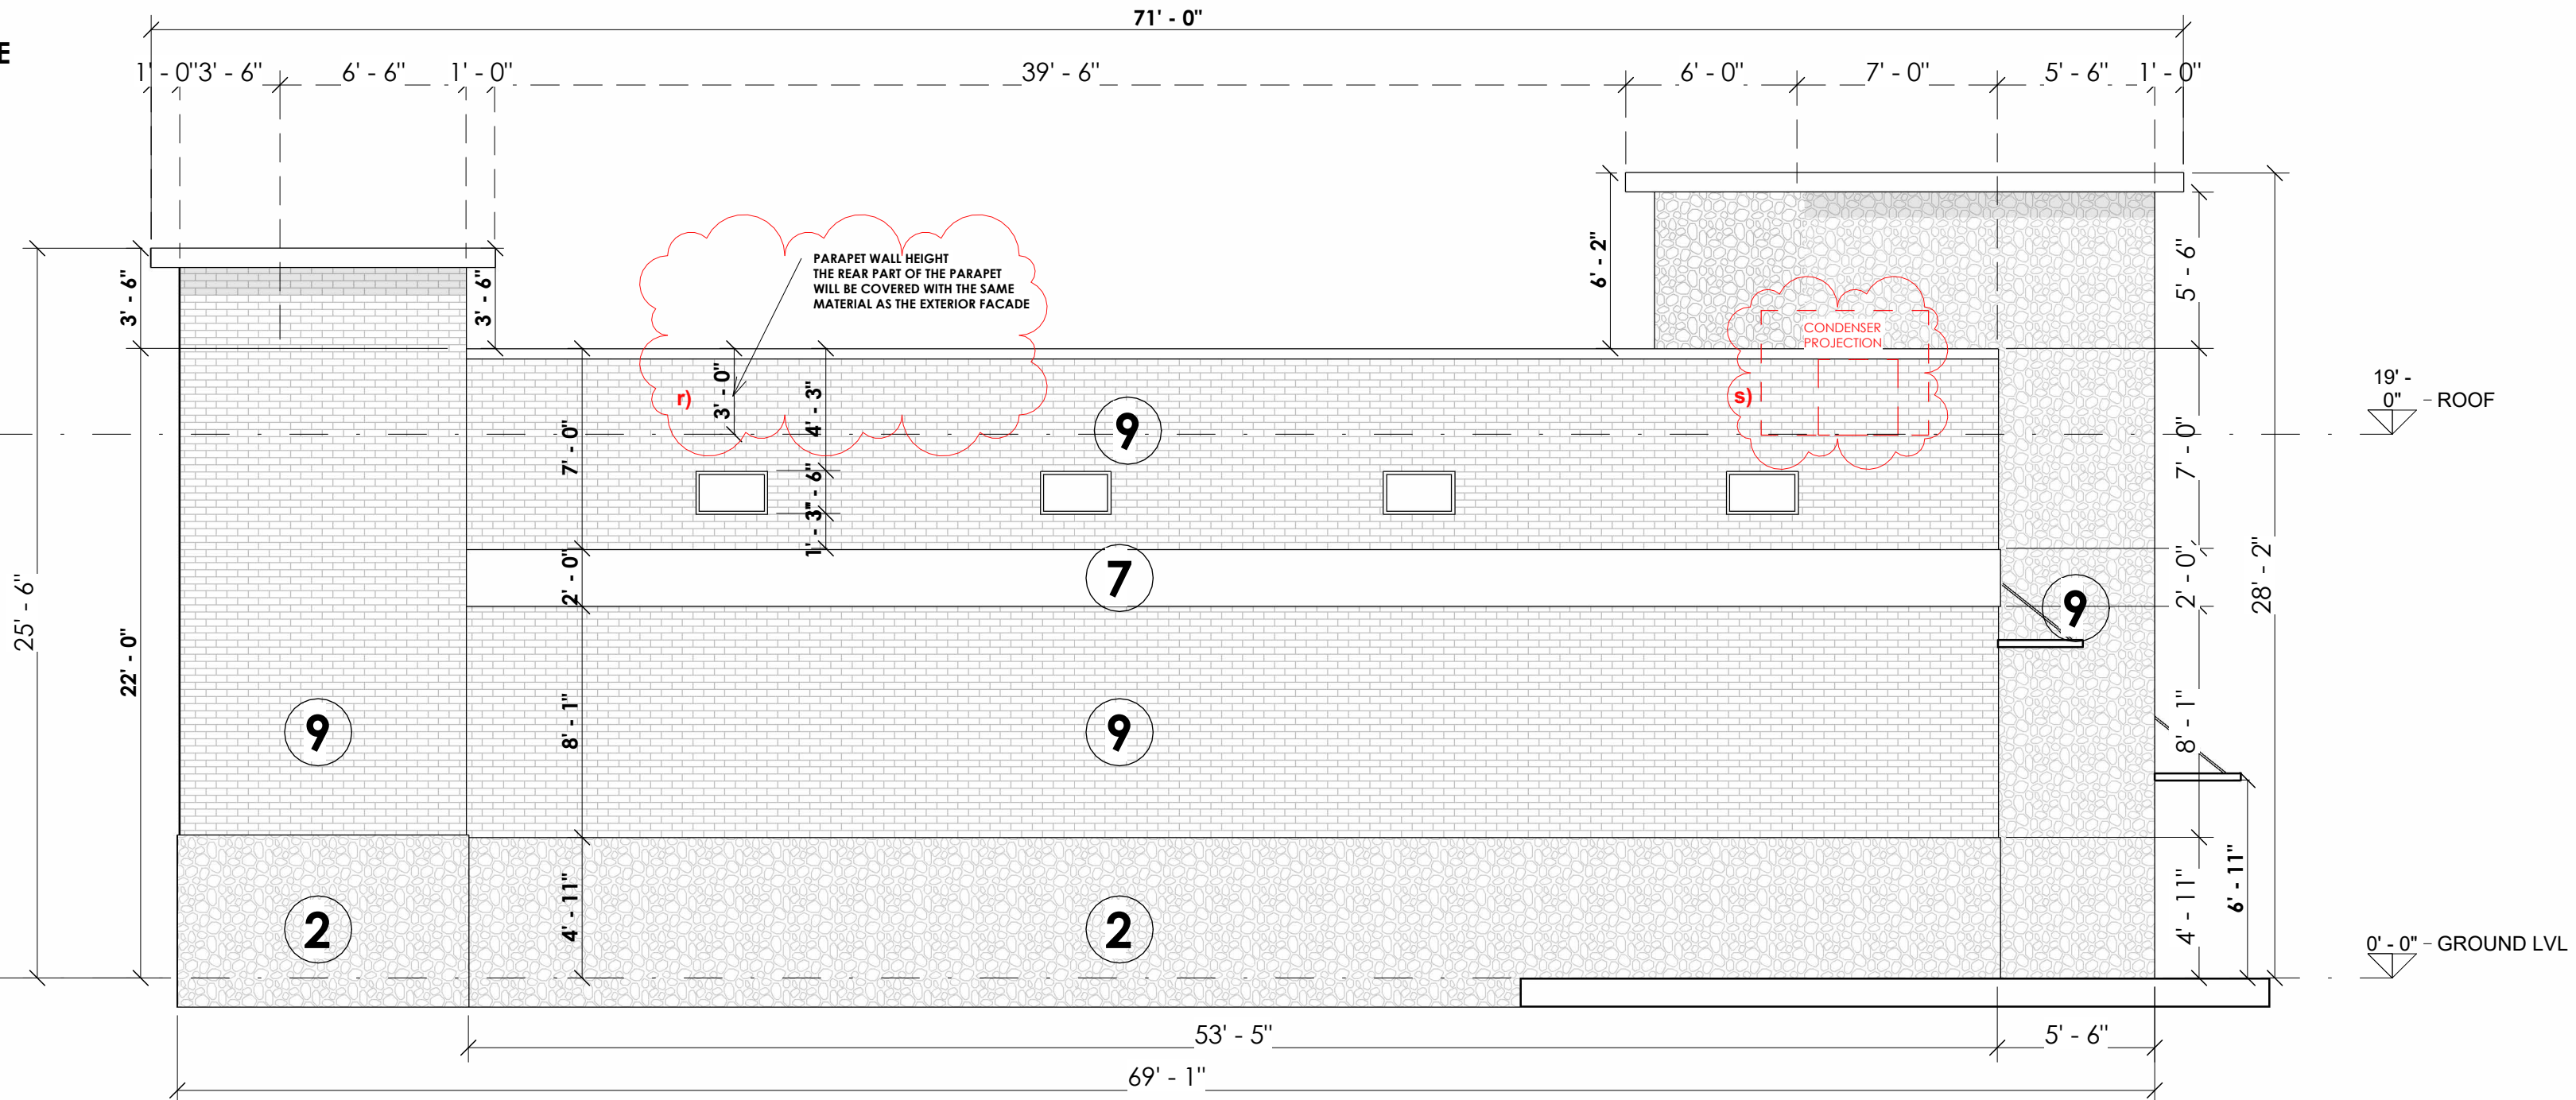 71' - 0"
E
1' - 0"3' - 6" 6' - 6" 1' - 0" 39' - 6" 6' - 0" 7' - 0" 5' - 6" 1' - 0"
PARAPET WALL HEIGHT
THE REAR PART OF THE PARAPET
WILL BE COVERED WITH THE SAME
MATERIAL AS THE EXTERIOR FACADE
3' - 6"
3' - 6"
6' - 2"
5' - 6"
CONDENSER
PROJECTION
r)
3' - 0"
4' - 3"
s)
19' -
0" ROOF
7' - 0"
9
7' - 0"
1' - 3" - 6"
2' - 0"
7
2' - 0"
28' - 2"
25' - 6"
9
22' - 0"
9
8' - 1"
9
8' - 1"
2
4' - 11"
2
4' - 11"
6' - 11"
0' - 0" GROUND LVL
53' - 5" 5' - 6"
69' - 1"